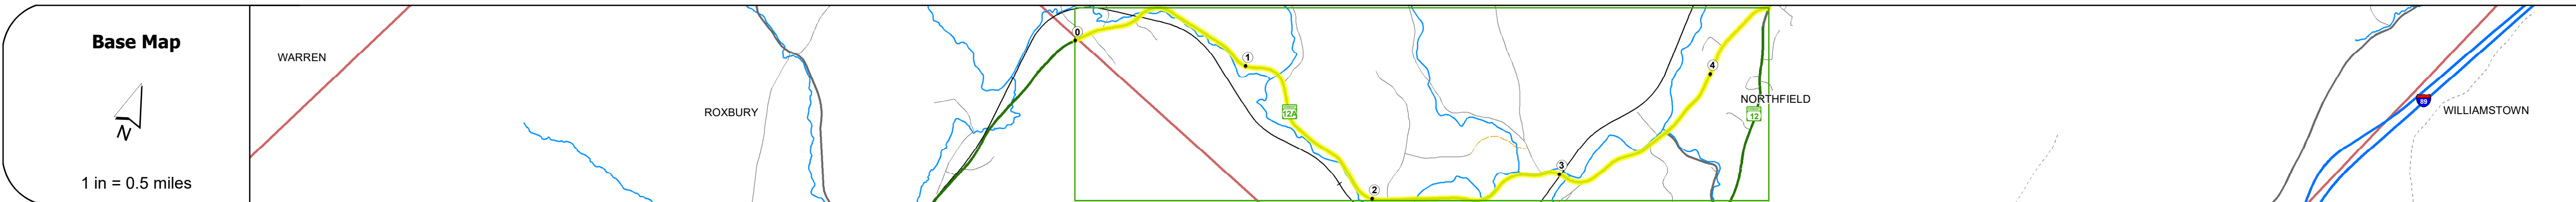 Base Map
N
1 in = 0.5 miles
WARREN
ROXBURY
0
1
12A
2
3
4
NORTHFIELD
12
89
WILLIAMSTOWN